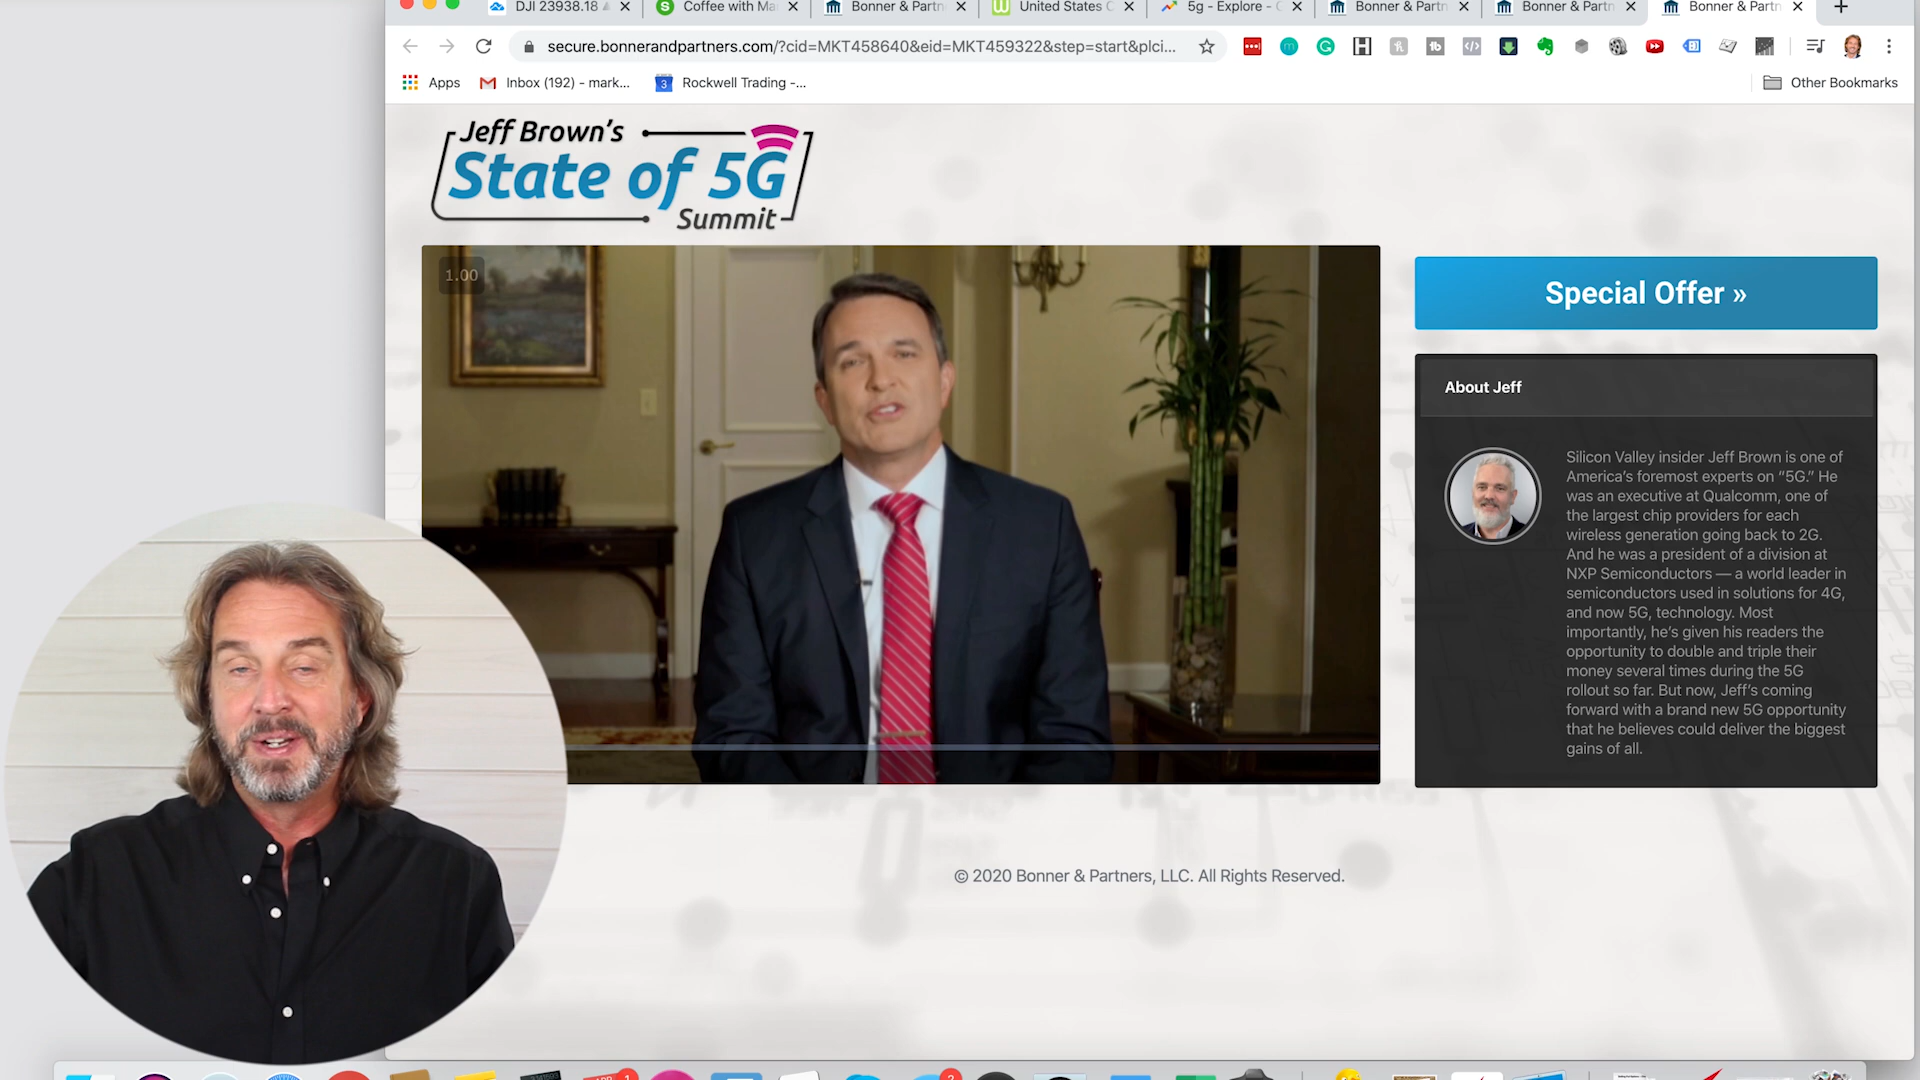 DJI 23938.18
Coffee with Ma
Bonner & Partn
United States
5g - Explore -
Bonner & Partn
Bonner & Partn
Bonner & Partn
secure.bonnerandpartners.com/?cid=MKT458640&eid=MKT459322&step=start&plci...
Apps
Inbox (192) - mark...
3
Rockwell Trading -...
Other Bookmarks
Jeff Brown's
State of 5G
Summit
1.00
Special Offer »
About Jeff
Silicon Valley insider Jeff Brown is one of
America's foremost experts on "5G." He
was an executive at Qualcomm, one of
the largest chip providers for each
wireless generation going back to 2G.
And he was a president of a division at
NXP Semiconductors — a world leader in
semiconductors used in solutions for 4G,
and now 5G, technology. Most
importantly, he's given his readers the
opportunity to double and triple their
money several times during the 5G
rollout so far. But now, Jeff's coming
forward with a brand new 5G opportunity
that he believes could deliver the biggest
gains of all.
© 2020 Bonner & Partners, LLC. All Rights Reserved.